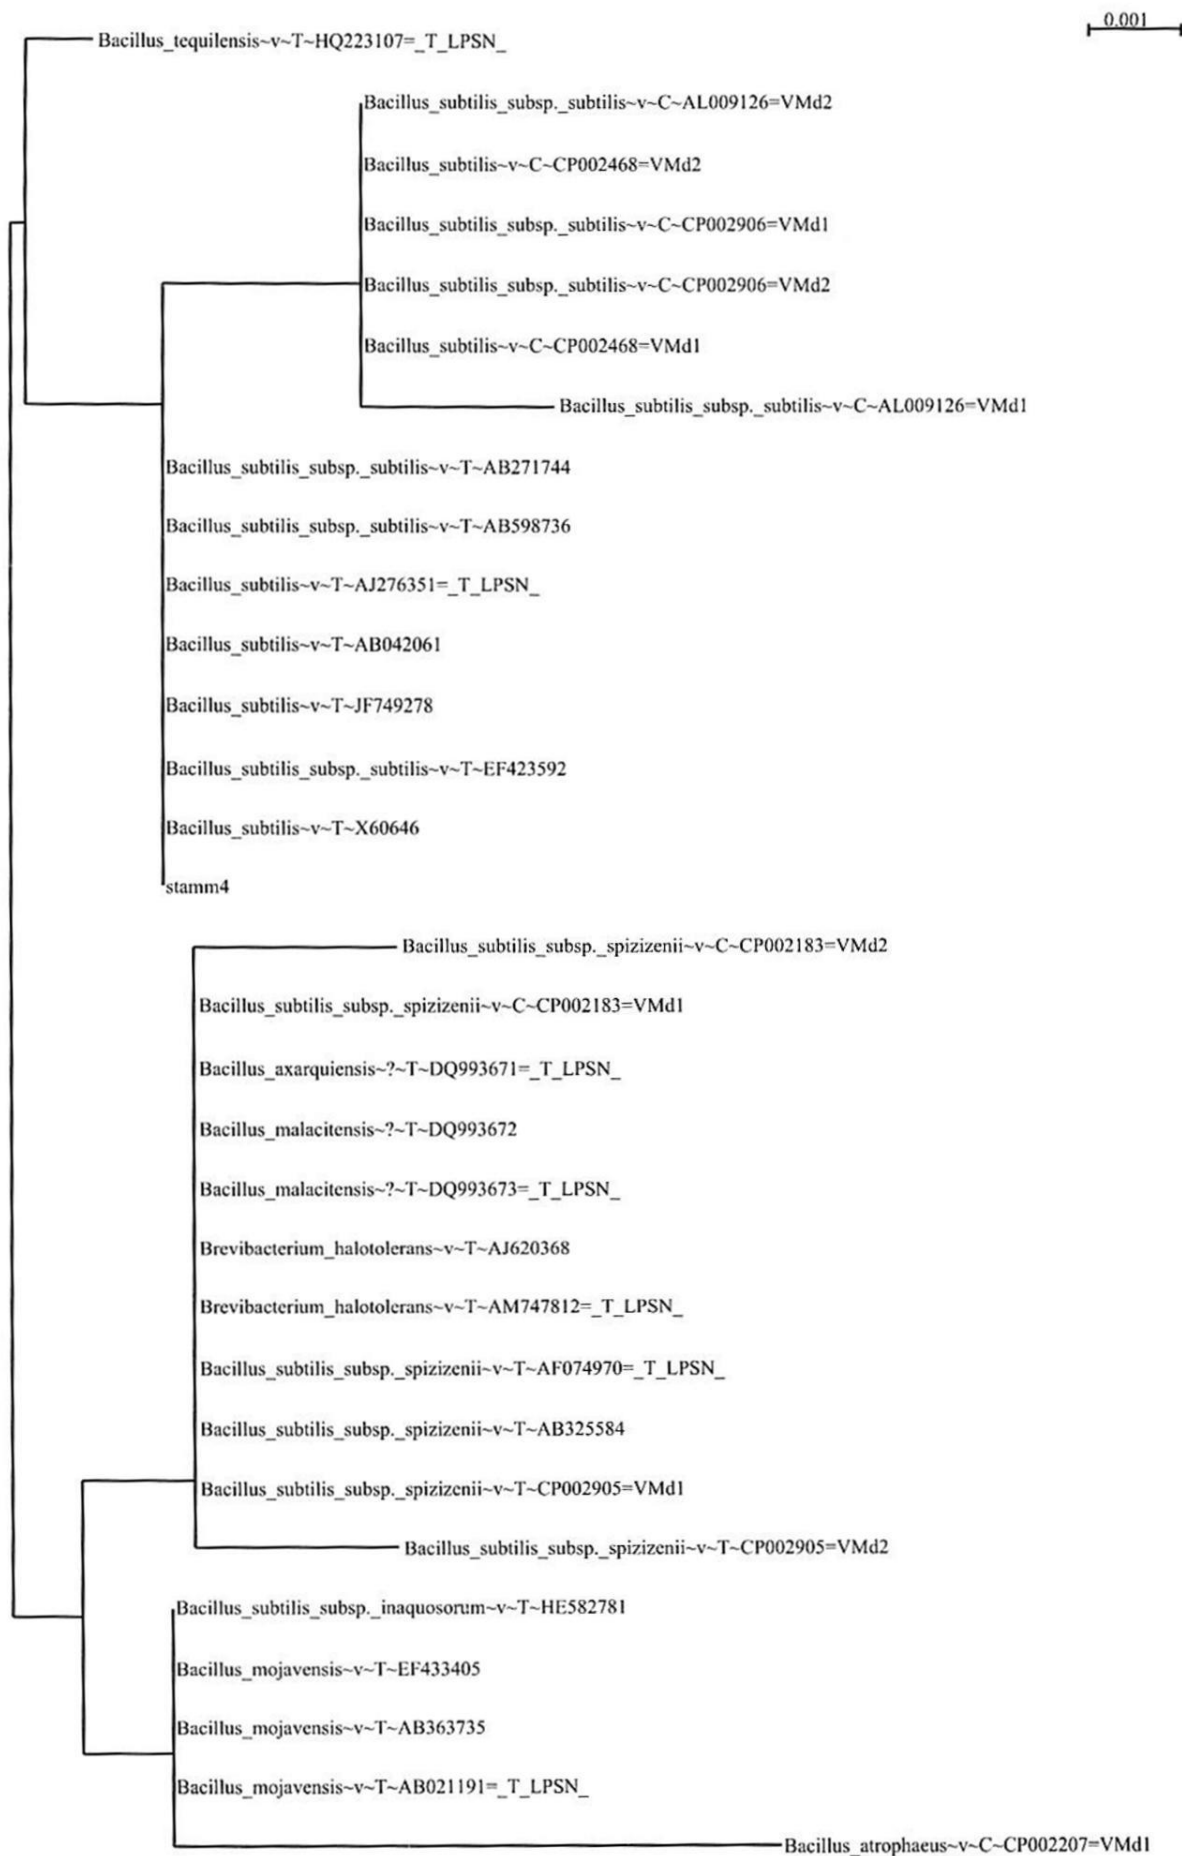 0.001
Bacillus_tequilensis~v~T~HQ223107=_T_LPSN_
Bacillus_subtilis_subsp._subtilis~v~C~AL009126=VMd2
Bacillus_subtilis~v~C~CP002468=VMd2
Bacillus_subtilis_subsp._subtilis~v~C~CP002906=VMd1
Bacillus_subtilis_subsp._subtilis~v~C~CP002906=VMd2
Bacillus_subtilis~v~C~CP002468=VMd1
Bacillus_subtilis_subsp._subtilis~v~C~AL009126=VMd1
Bacillus_subtilis_subsp._subtilis~v~T~AB271744
Bacillus_subtilis_subsp._subtilis~v~T~AB598736
Bacillus_subtilis~v~T~AJ276351=_T_LPSN_
Bacillus_subtilis~v~T~AB042061
Bacillus_subtilis~v~T~JF749278
Bacillus_subtilis_subsp._subtilis~v~T~EF423592
Bacillus_subtilis~v~T~X60646
stamm4
Bacillus_subtilis_subsp._spizizenii~v~C~CP002183=VMd2
Bacillus_subtilis_subsp._spizizenii~v~C~CP002183=VMd1
Bacillus_axarquiensis~?~T~DQ993671=_T_LPSN_
Bacillus_malacitensis~?~T~DQ993672
Bacillus_malacitensis~?~T~DQ993673=_T_LPSN_
Brevibacterium_halotolerans~v~T~AJ620368
Brevibacterium_halotolerans~v~T~AM747812=_T_LPSN_
Bacillus_subtilis_subsp._spizizenii~v~T~AF074970=_T_LPSN_
Bacillus_subtilis_subsp._spizizenii~v~T~AB325584
Bacillus_subtilis_subsp._spizizenii~v~T~CP002905=VMd1
Bacillus_subtilis_subsp._spizizenii~v~T~CP002905=VMd2
Bacillus_subtilis_subsp._inaquosorum~v~T~HE582781
Bacillus_mojavensis~v~T~EF433405
Bacillus_mojavensis~v~T~AB363735
Bacillus_mojavensis~v~T~AB021191=_T_LPSN_
Bacillus_atrophaeus~v~C~CP002207=VMd1